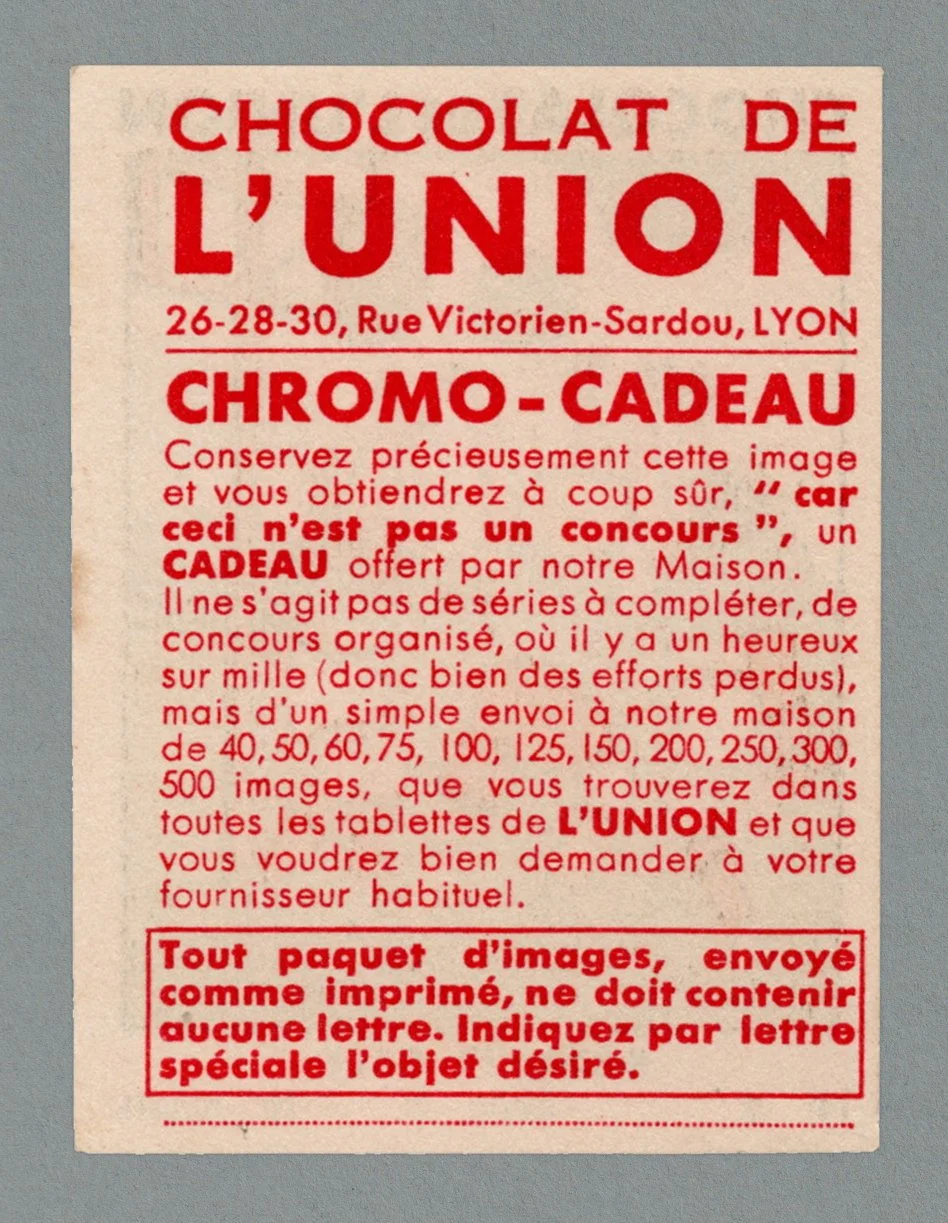 CHOCOLAT DE
L'UNION
26-28-30, Rue Victorien-Sardou, LYON
CHROMO-CADEAU
Conservez précieusement cette image
et vous obtiendrez à coup sûr, “ car
ceci n'est pas un concours ”, un
CADEAU offert par notre Maison.
Il ne s'agit pas de séries à compléter, de
concours organisé, où il y a un heureux
sur mille (donc bien des efforts perdus),
mais d'un simple envoi à notre maison
de 40, 50, 60, 75, 100, 125, 150, 200, 250, 300,
500 images, que vous trouverez dans
toutes les tablettes de L'UNION et que
vous voudrez bien demander à votre
fournisseur habituel.
Tout paquet d'images, envoyé
comme imprimé, ne doit contenir
aucune lettre. Indiquez par lettre
spéciale l'objet désiré.